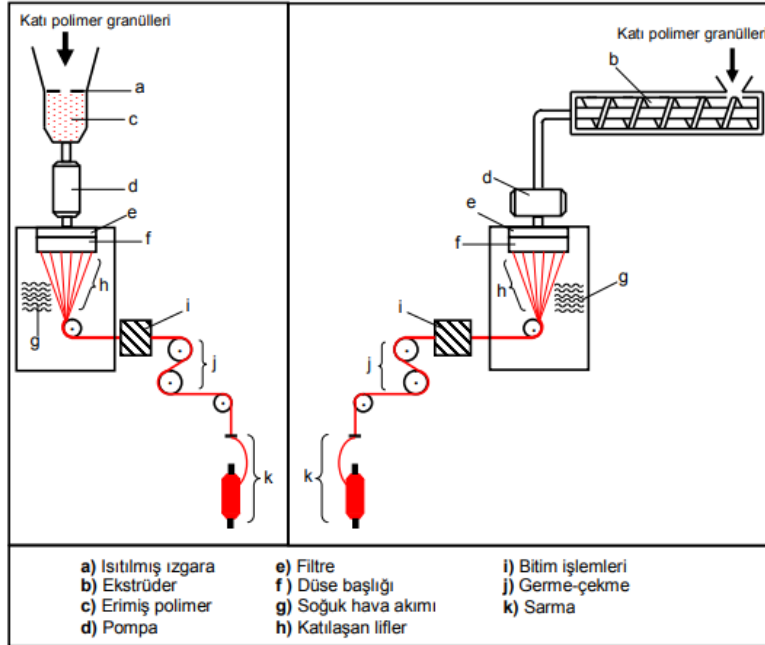 Katı polimer granülleri
a
c
d
e
f
h
g
i
j
k
Katı polimer granülleri
b
d
e
f
h
g
i
j
k
a) Isıtılmış ızgara
b) Ekstrüder
c) Erimiş polimer
d) Pompa
e) Filtre
f ) Düse başlığı
g) Soğuk hava akımı
h) Katılaşan lifler
i) Bitim işlemleri
j) Germe-çekme
k) Sarma